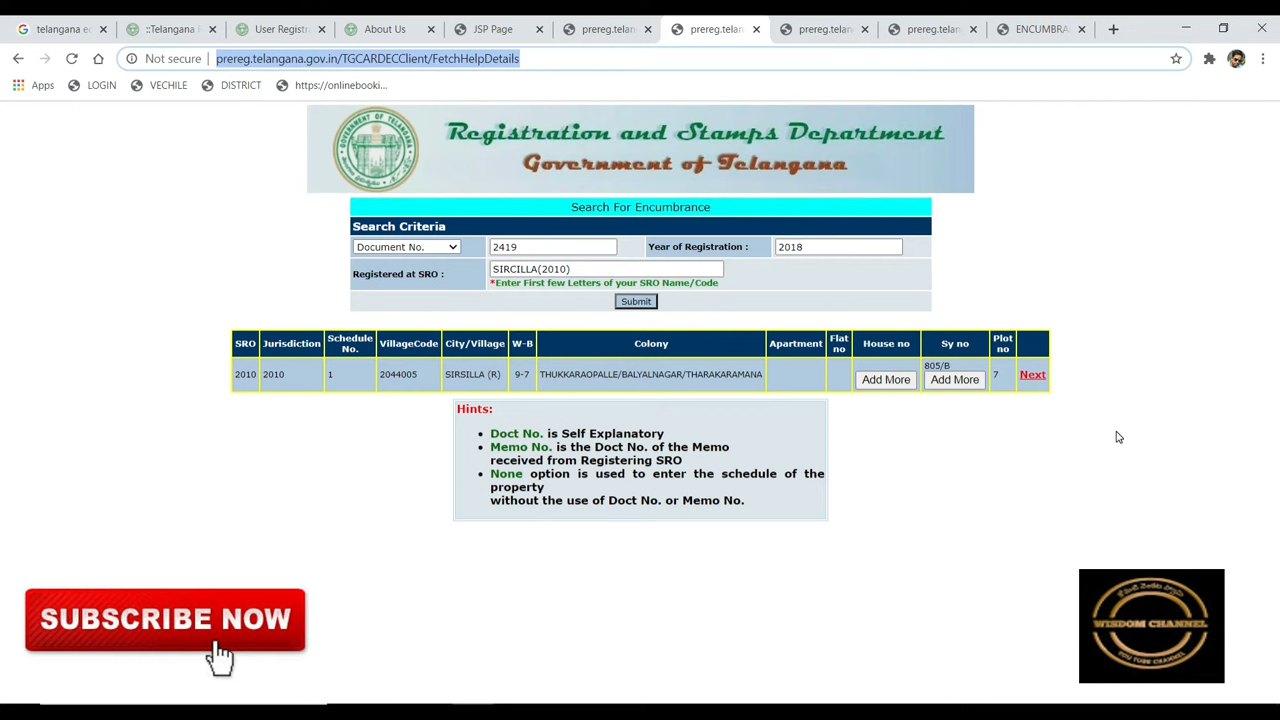 telangana e
::Telangana
User Registr
About Us
JSP Page
prereg.telan
prereg.telan
prereg.telan
prereg.telan
ENCUMBRA
Not secure
prereg.telangana.gov.in/TGCARDECClient/FetchHelpDetails
Apps
LOGIN
VECHILE
DISTRICT
https://onlinebooki...
Registration and Stamps Department
Government of Telangana
Search For Encumbrance
Search Criteria
Document No. 2419 Year of Registration : 2018
Registered at SRO : SIRCILLA(2010)
*Enter First few Letters of your SRO Name/Code
Submit
SRO Jurisdiction Schedule No. VillageCode City/Village W-B Colony Apartment Flat no House no Sy no Plot no
2010 2010 1 2044005 SIRSILLA (R) 9-7 THUKKARAOPALLE/BALYALNAGAR/THARAKARAMANA Add More 805/B Add More 7 Next
Hints:
• Doct No. is Self Explanatory
• Memo No. is the Doct No. of the Memo
received from Registering SRO
• None option is used to enter the schedule of the
property
without the use of Doct No. or Memo No.
SUBSCRIBE NOW
WISDOM CHANNEL
YOU TUBE CHANNEL